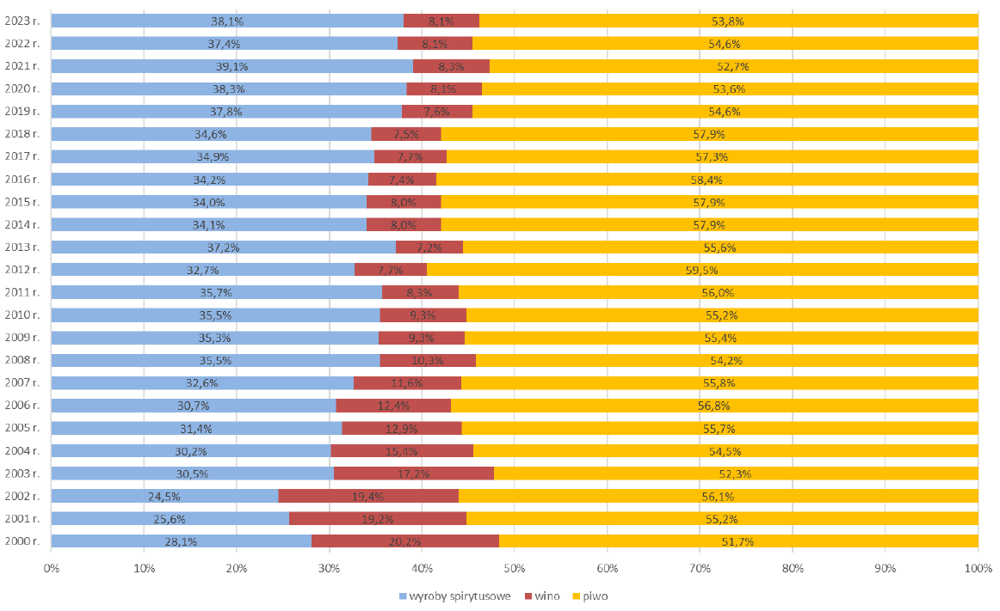 2023 r. 38,1% 8,1% 53,8%
2022 r. 37,4% 8,1% 54,6%
2021 r. 39,1% 8,3% 52,7%
2020 r. 38,3% 8,1% 53,6%
2019 r. 37,8% 7,6% 54,6%
2018 r. 34,6% 7,5% 57,9%
2017 r. 34,9% 7,7% 57,3%
2016 r. 34,2% 7,4% 58,4%
2015 r. 34,0% 8,0% 57,9%
2014 r. 34,1% 8,0% 57,9%
2013 r. 37,2% 7,2% 55,6%
2012 r. 32,7% 7,7% 59,5%
2011 r. 35,7% 8,3% 56,0%
2010 r. 35,5% 9,3% 55,2%
2009 r. 35,3% 9,3% 55,4%
2008 r. 35,5% 10,3% 54,2%
2007 r. 32,6% 11,6% 55,8%
2006 r. 30,7% 12,4% 56,8%
2005 r. 31,4% 12,9% 55,7%
2004 r. 30,2% 15,4% 54,5%
2003 r. 30,5% 17,2% 52,3%
2002 r. 24,5% 19,4% 56,1%
2001 r. 25,6% 19,2% 55,2%
2000 r. 28,1% 20,2% 51,7%
0% 10% 20% 30% 40% 50% 60% 70% 80% 90% 100%
wyroby spirytusowe wino piwo